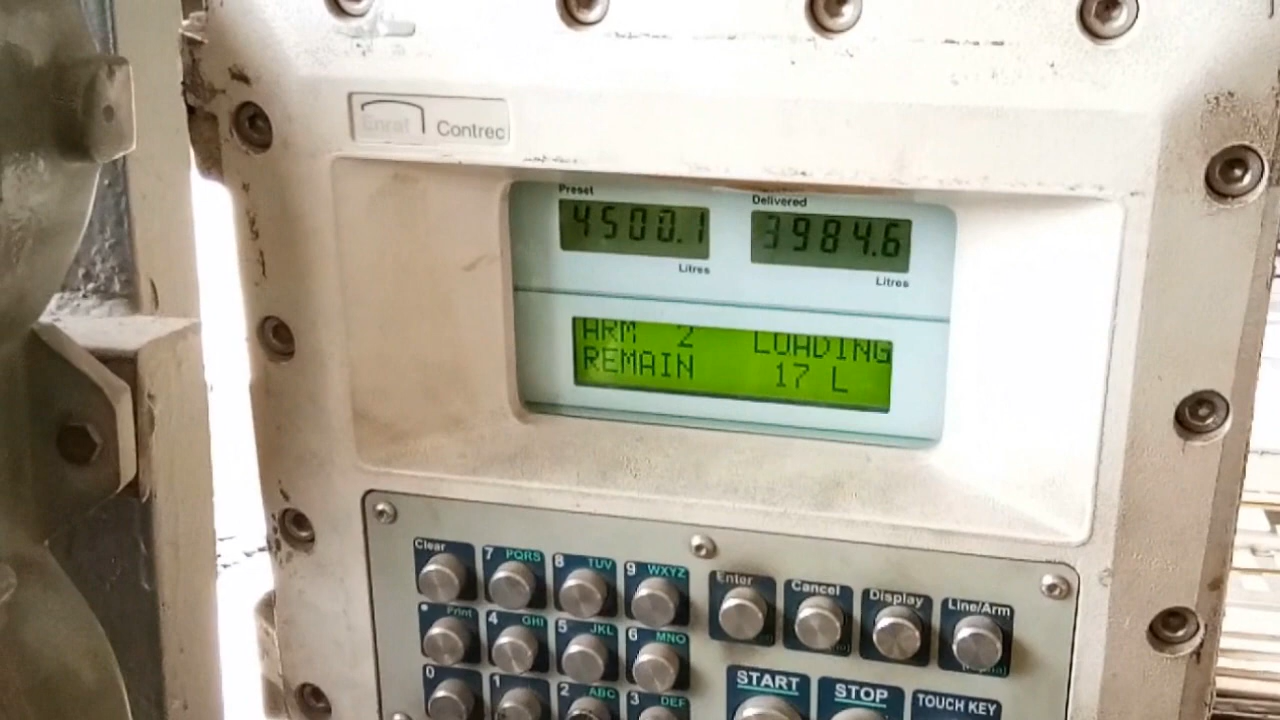 Enraf Contrec
Preset
4500.1
Litres
Delivered
3984.6
Litres
ARM 2 LOADING
REMAIN 17 L
Clear 7 PQRS 8 TUV 9 WXYZ Enter Cancel Display Line/Arm
Print 4 GHI 5 JKL 6 MNO
START STOP TOUCH KEY
0 1 2 ABC 3 DEF